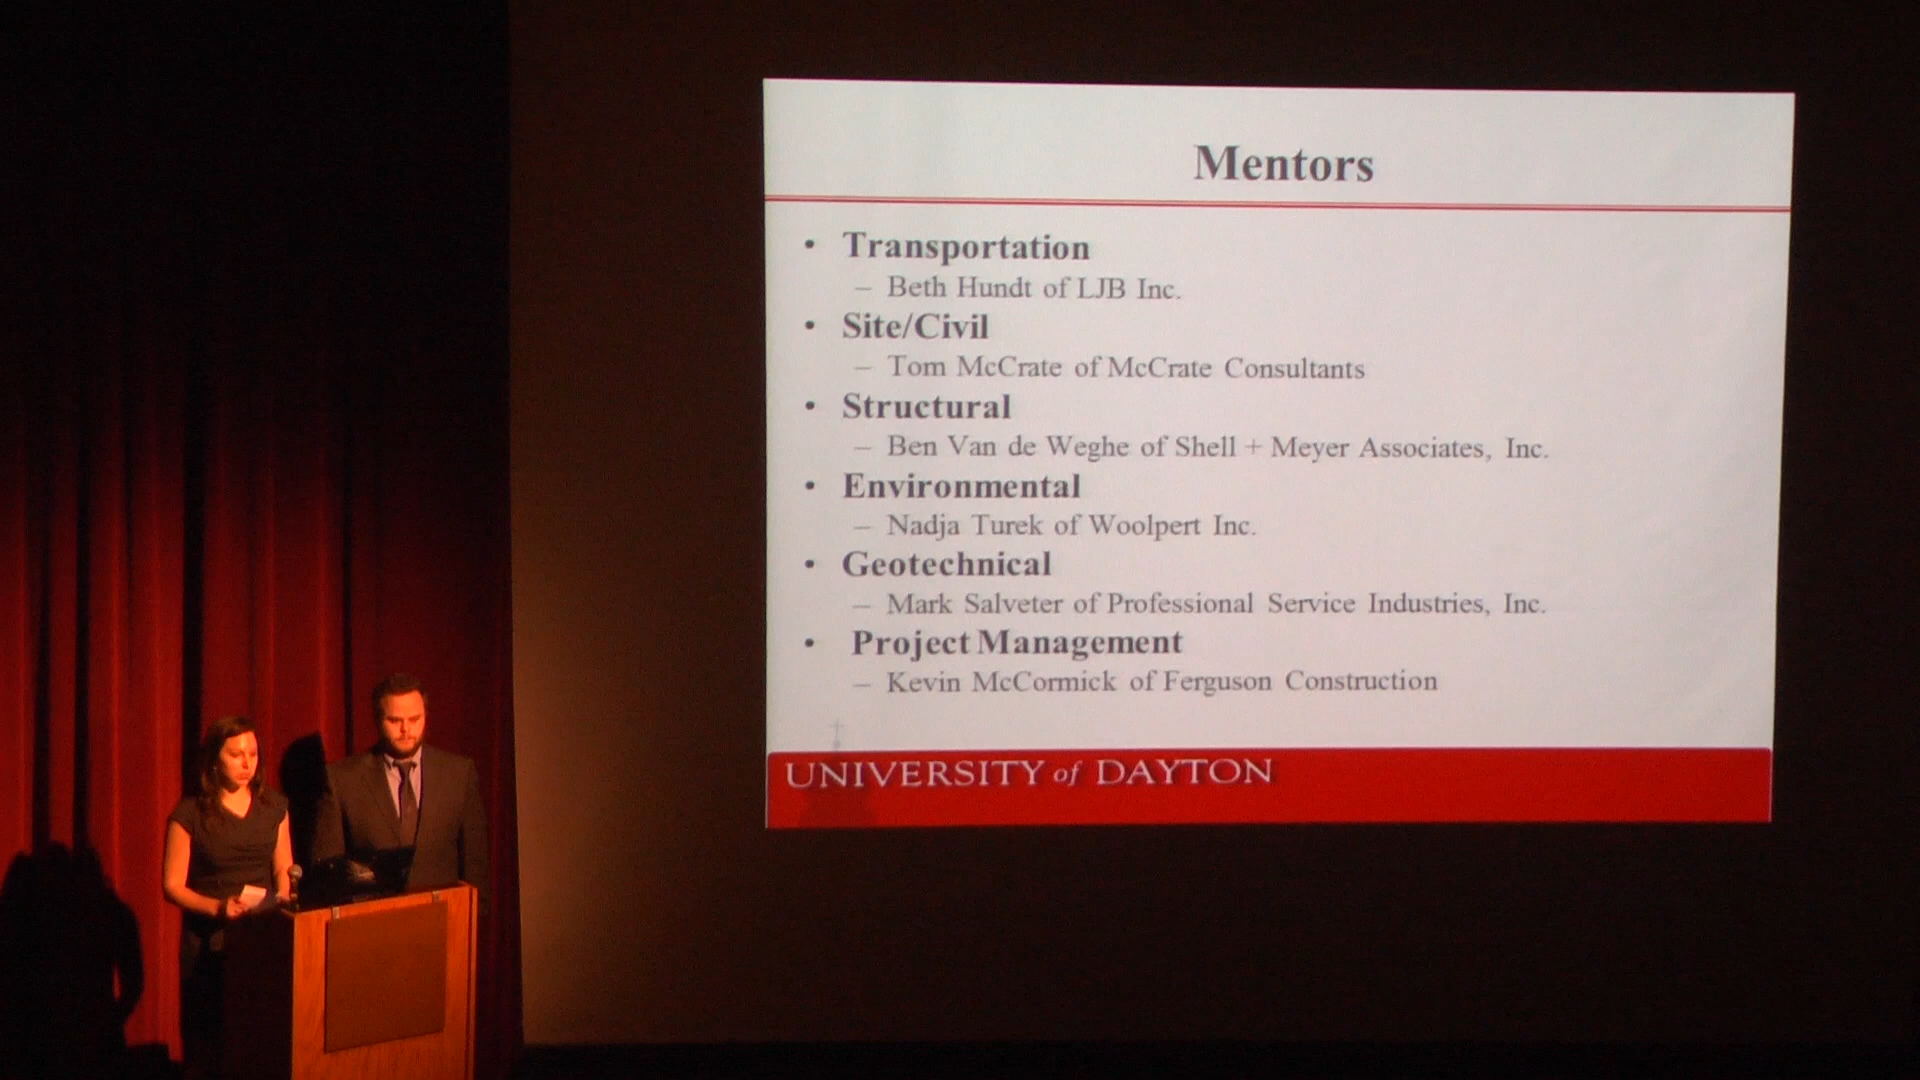 Mentors
• Transportation
– Beth Hundt of LJB Inc.
• Site/Civil
– Tom McCrate of McCrate Consultants
• Structural
– Ben Van de Weghe of Shell + Meyer Associates, Inc.
• Environmental
– Nadja Turek of Woolpert Inc.
• Geotechnical
– Mark Salveter of Professional Service Industries, Inc.
• Project Management
– Kevin McCormick of Ferguson Construction
UNIVERSITY of DAYTON